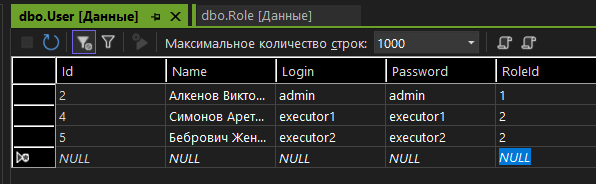 dbo.User [Данные] dbo.Role [Данные]
Максимальное количество строк: 1000
Id Name Login Password RoleId
2 Алкенов Викто... admin admin 1
4 Симонов Арет... executor1 executor1 2
5 Бебрович Жен... executor2 executor2 2
NULL NULL NULL NULL NULL